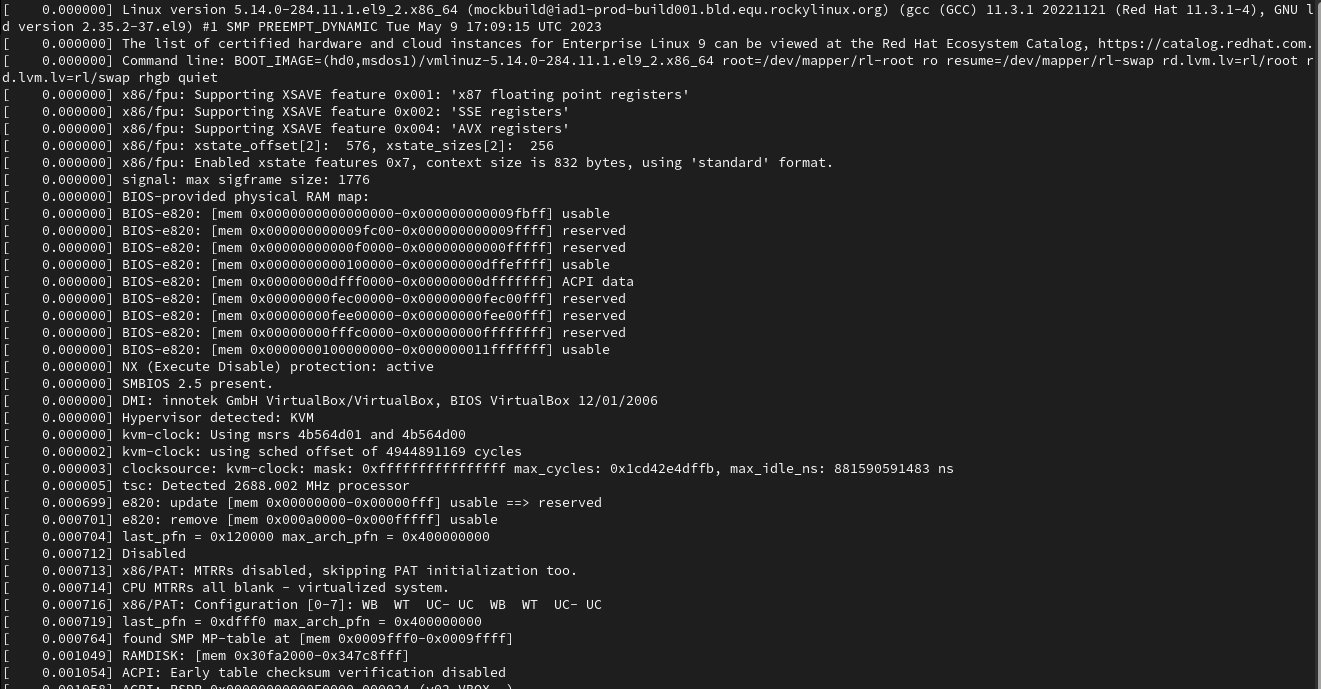 [    0.000000] Linux version 5.14.0-284.11.1.el9_2.x86_64 (mockbuild@iad1-prod-build001.bld.equ.rockylinux.org) (gcc (GCC) 11.3.1 20221121 (Red Hat 11.3.1-4), GNU l
d version 2.35.2-37.el9) #1 SMP PREEMPT_DYNAMIC Tue May 9 17:09:15 UTC 2023
[    0.000000] The list of certified hardware and cloud instances for Enterprise Linux 9 can be viewed at the Red Hat Ecosystem Catalog, https://catalog.redhat.com.
[    0.000000] Command line: BOOT_IMAGE=(hd0,msdos1)/vmlinuz-5.14.0-284.11.1.el9_2.x86_64 root=/dev/mapper/rl-root ro resume=/dev/mapper/rl-swap rd.lvm.lv=rl/root r
d.lvm.lv=rl/swap rhgb quiet
[    0.000000] x86/fpu: Supporting XSAVE feature 0x001: 'x87 floating point registers'
[    0.000000] x86/fpu: Supporting XSAVE feature 0x002: 'SSE registers'
[    0.000000] x86/fpu: Supporting XSAVE feature 0x004: 'AVX registers'
[    0.000000] x86/fpu: xstate_offset[2]:  576, xstate_sizes[2]:  256
[    0.000000] x86/fpu: Enabled xstate features 0x7, context size is 832 bytes, using 'standard' format.
[    0.000000] signal: max sigframe size: 1776
[    0.000000] BIOS-provided physical RAM map:
[    0.000000] BIOS-e820: [mem 0x0000000000000000-0x000000000009fbff] usable
[    0.000000] BIOS-e820: [mem 0x000000000009fc00-0x000000000009ffff] reserved
[    0.000000] BIOS-e820: [mem 0x00000000000f0000-0x00000000000fffff] reserved
[    0.000000] BIOS-e820: [mem 0x0000000000100000-0x00000000dffeffff] usable
[    0.000000] BIOS-e820: [mem 0x00000000dfff0000-0x00000000dfffffff] ACPI data
[    0.000000] BIOS-e820: [mem 0x00000000fec00000-0x00000000fec00fff] reserved
[    0.000000] BIOS-e820: [mem 0x00000000fee00000-0x00000000fee00fff] reserved
[    0.000000] BIOS-e820: [mem 0x00000000fffc0000-0x00000000ffffffff] reserved
[    0.000000] BIOS-e820: [mem 0x0000000100000000-0x000000011fffffff] usable
[    0.000000] NX (Execute Disable) protection: active
[    0.000000] SMBIOS 2.5 present.
[    0.000000] DMI: innotek GmbH VirtualBox/VirtualBox, BIOS VirtualBox 12/01/2006
[    0.000000] Hypervisor detected: KVM
[    0.000000] kvm-clock: Using msrs 4b564d01 and 4b564d00
[    0.000002] kvm-clock: using sched offset of 4944891169 cycles
[    0.000003] clocksource: kvm-clock: mask: 0xffffffffffffffff max_cycles: 0x1cd42e4dffb, max_idle_ns: 881590591483 ns
[    0.000005] tsc: Detected 2688.002 MHz processor
[    0.000699] e820: update [mem 0x00000000-0x00000fff] usable ==> reserved
[    0.000701] e820: remove [mem 0x000a0000-0x000fffff] usable
[    0.000704] last_pfn = 0x120000 max_arch_pfn = 0x400000000
[    0.000712] Disabled
[    0.000713] x86/PAT: MTRRs disabled, skipping PAT initialization too.
[    0.000714] CPU MTRRs all blank - virtualized system.
[    0.000716] x86/PAT: Configuration [0-7]: WB  WT  UC- UC  WB  WT  UC- UC
[    0.000719] last_pfn = 0xdfff0 max_arch_pfn = 0x400000000
[    0.000764] found SMP MP-table at [mem 0x0009fff0-0x0009ffff]
[    0.001049] RAMDISK: [mem 0x30fa2000-0x347c8fff]
[    0.001054] ACPI: Early table checksum verification disabled
[    0.001058] ACPI: RSDP 0x00000000000E0000 000024 (v02 VBOX  )